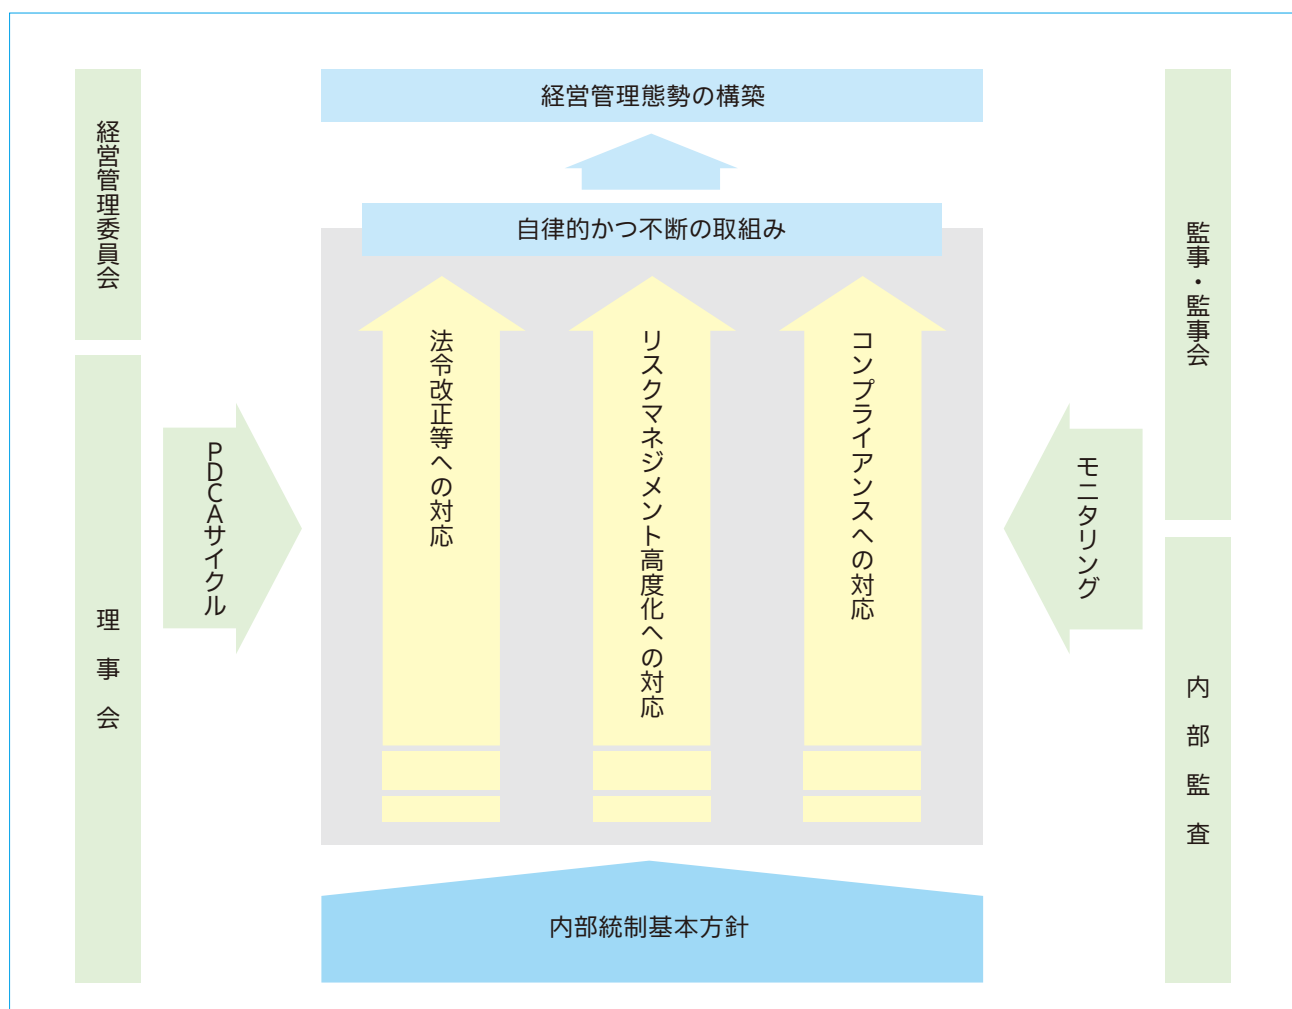 経営管理態勢の構築
自律的かつ不断の取組み
経営管理委員会
理事会
PDCAサイクル
法令改正等への対応
リスクマネジメント高度化への対応
コンプライアンスへの対応
モニタリング
監事・監事会
内部監査
内部統制基本方針